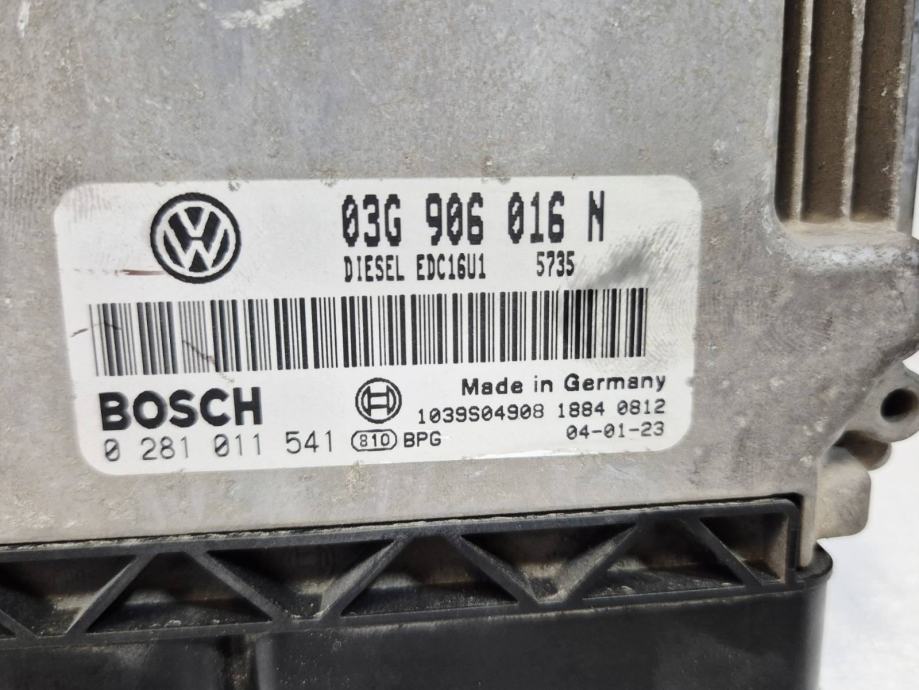 03G 906 016 N
DIESEL EDC16U1 5735
BOSCH
Made in Germany
1039S04908 1884 0812
0 281 011 541 810 BPG 04-01-23